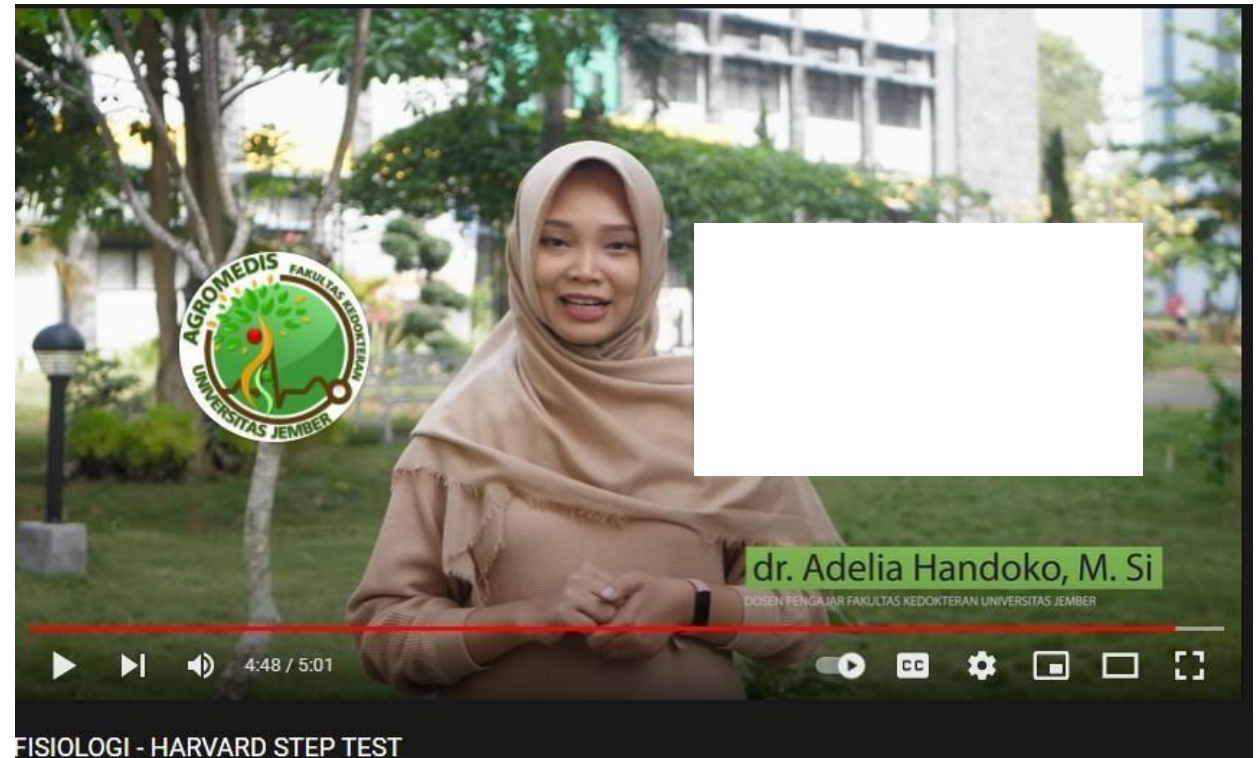 AGROMEDIS FAKULTAS KEDOKTERAN
UNIVERSITAS JEMBER
dr. Adelia Handoko, M. Si
DOSEN PENGAJAR FAKULTAS KEDOKTERAN UNIVERSITAS JEMBER
4:48 / 5:01
CC
FISIOLOGI - HARVARD STEP TEST